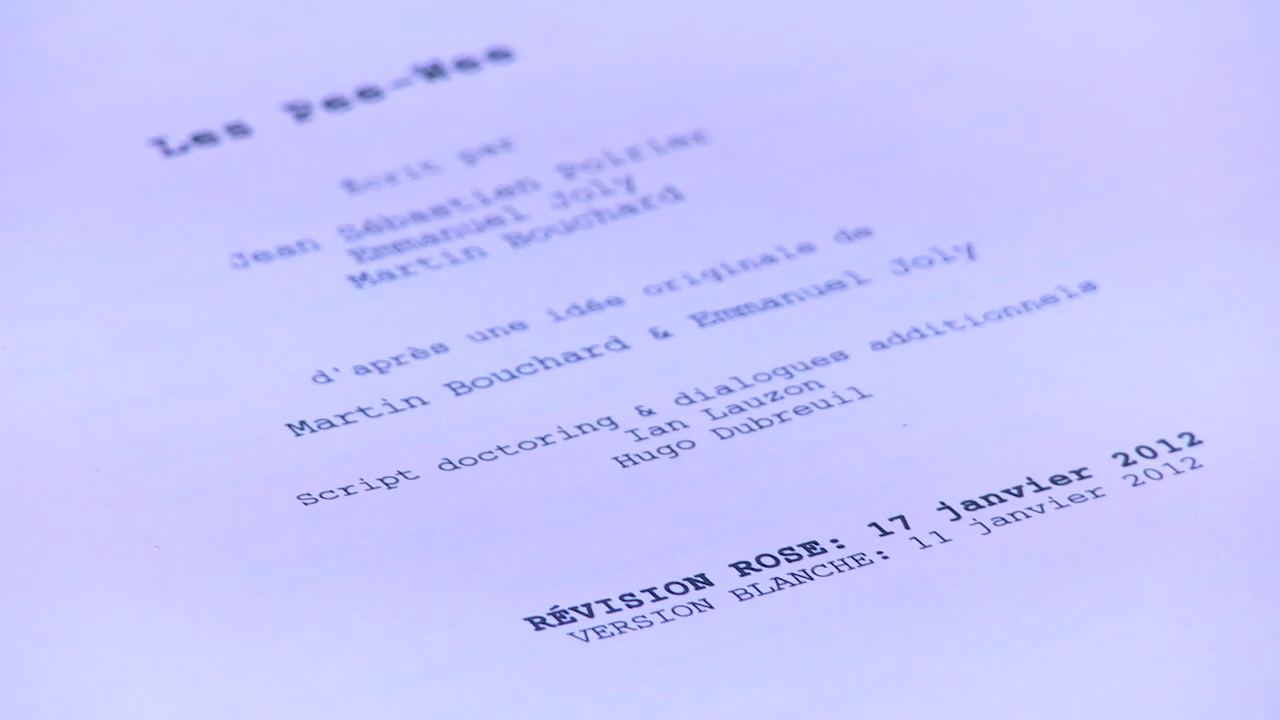 Les Pee-Wee
Écrit par
Jean Sébastien Poirier
Emmanuel Joly
Martin Bouchard
d'après une idée originale de
Martin Bouchard & Emmanuel Joly
Script doctoring & dialogues additionnels
Ian Lauzon
Hugo Dubreuil
RÉVISION ROSE: 17 janvier 2012
VERSION BLANCHE: 11 janvier 2012